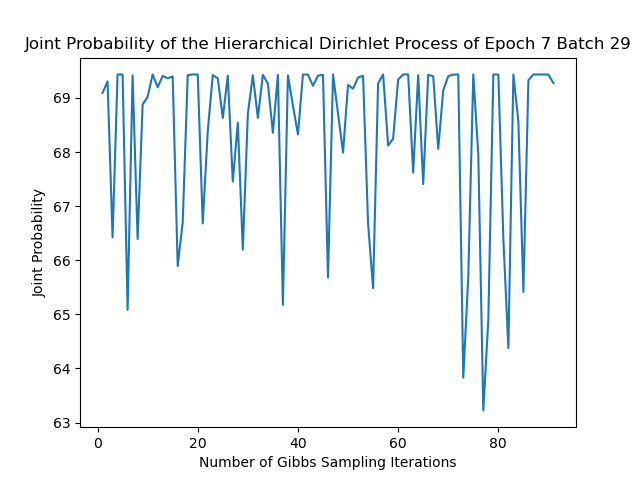 Joint Probability of the Hierarchical Dirichlet Process of Epoch 7 Batch 29
69
68
67
66
65
64
63
Joint Probability
0 20 40 60 80
Number of Gibbs Sampling Iterations